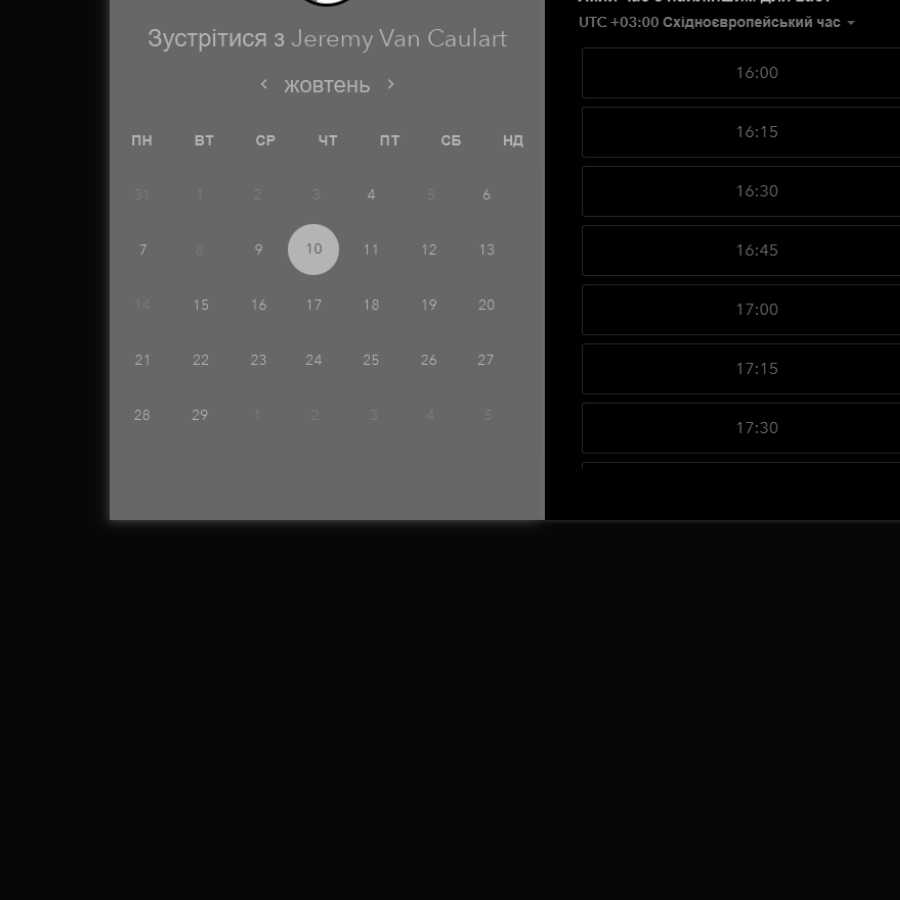 Зустрітися з Jeremy Van Caulart
жовтень
ПН ВТ СР ЧТ ПТ СБ НД
31 1 2 3 4 5 6
7 8 9 10 11 12 13
14 15 16 17 18 19 20
21 22 23 24 25 26 27
28 29 1 2 3 4 5
UTC +03:00 Східноєвропейський час
16:00
16:15
16:30
16:45
17:00
17:15
17:30